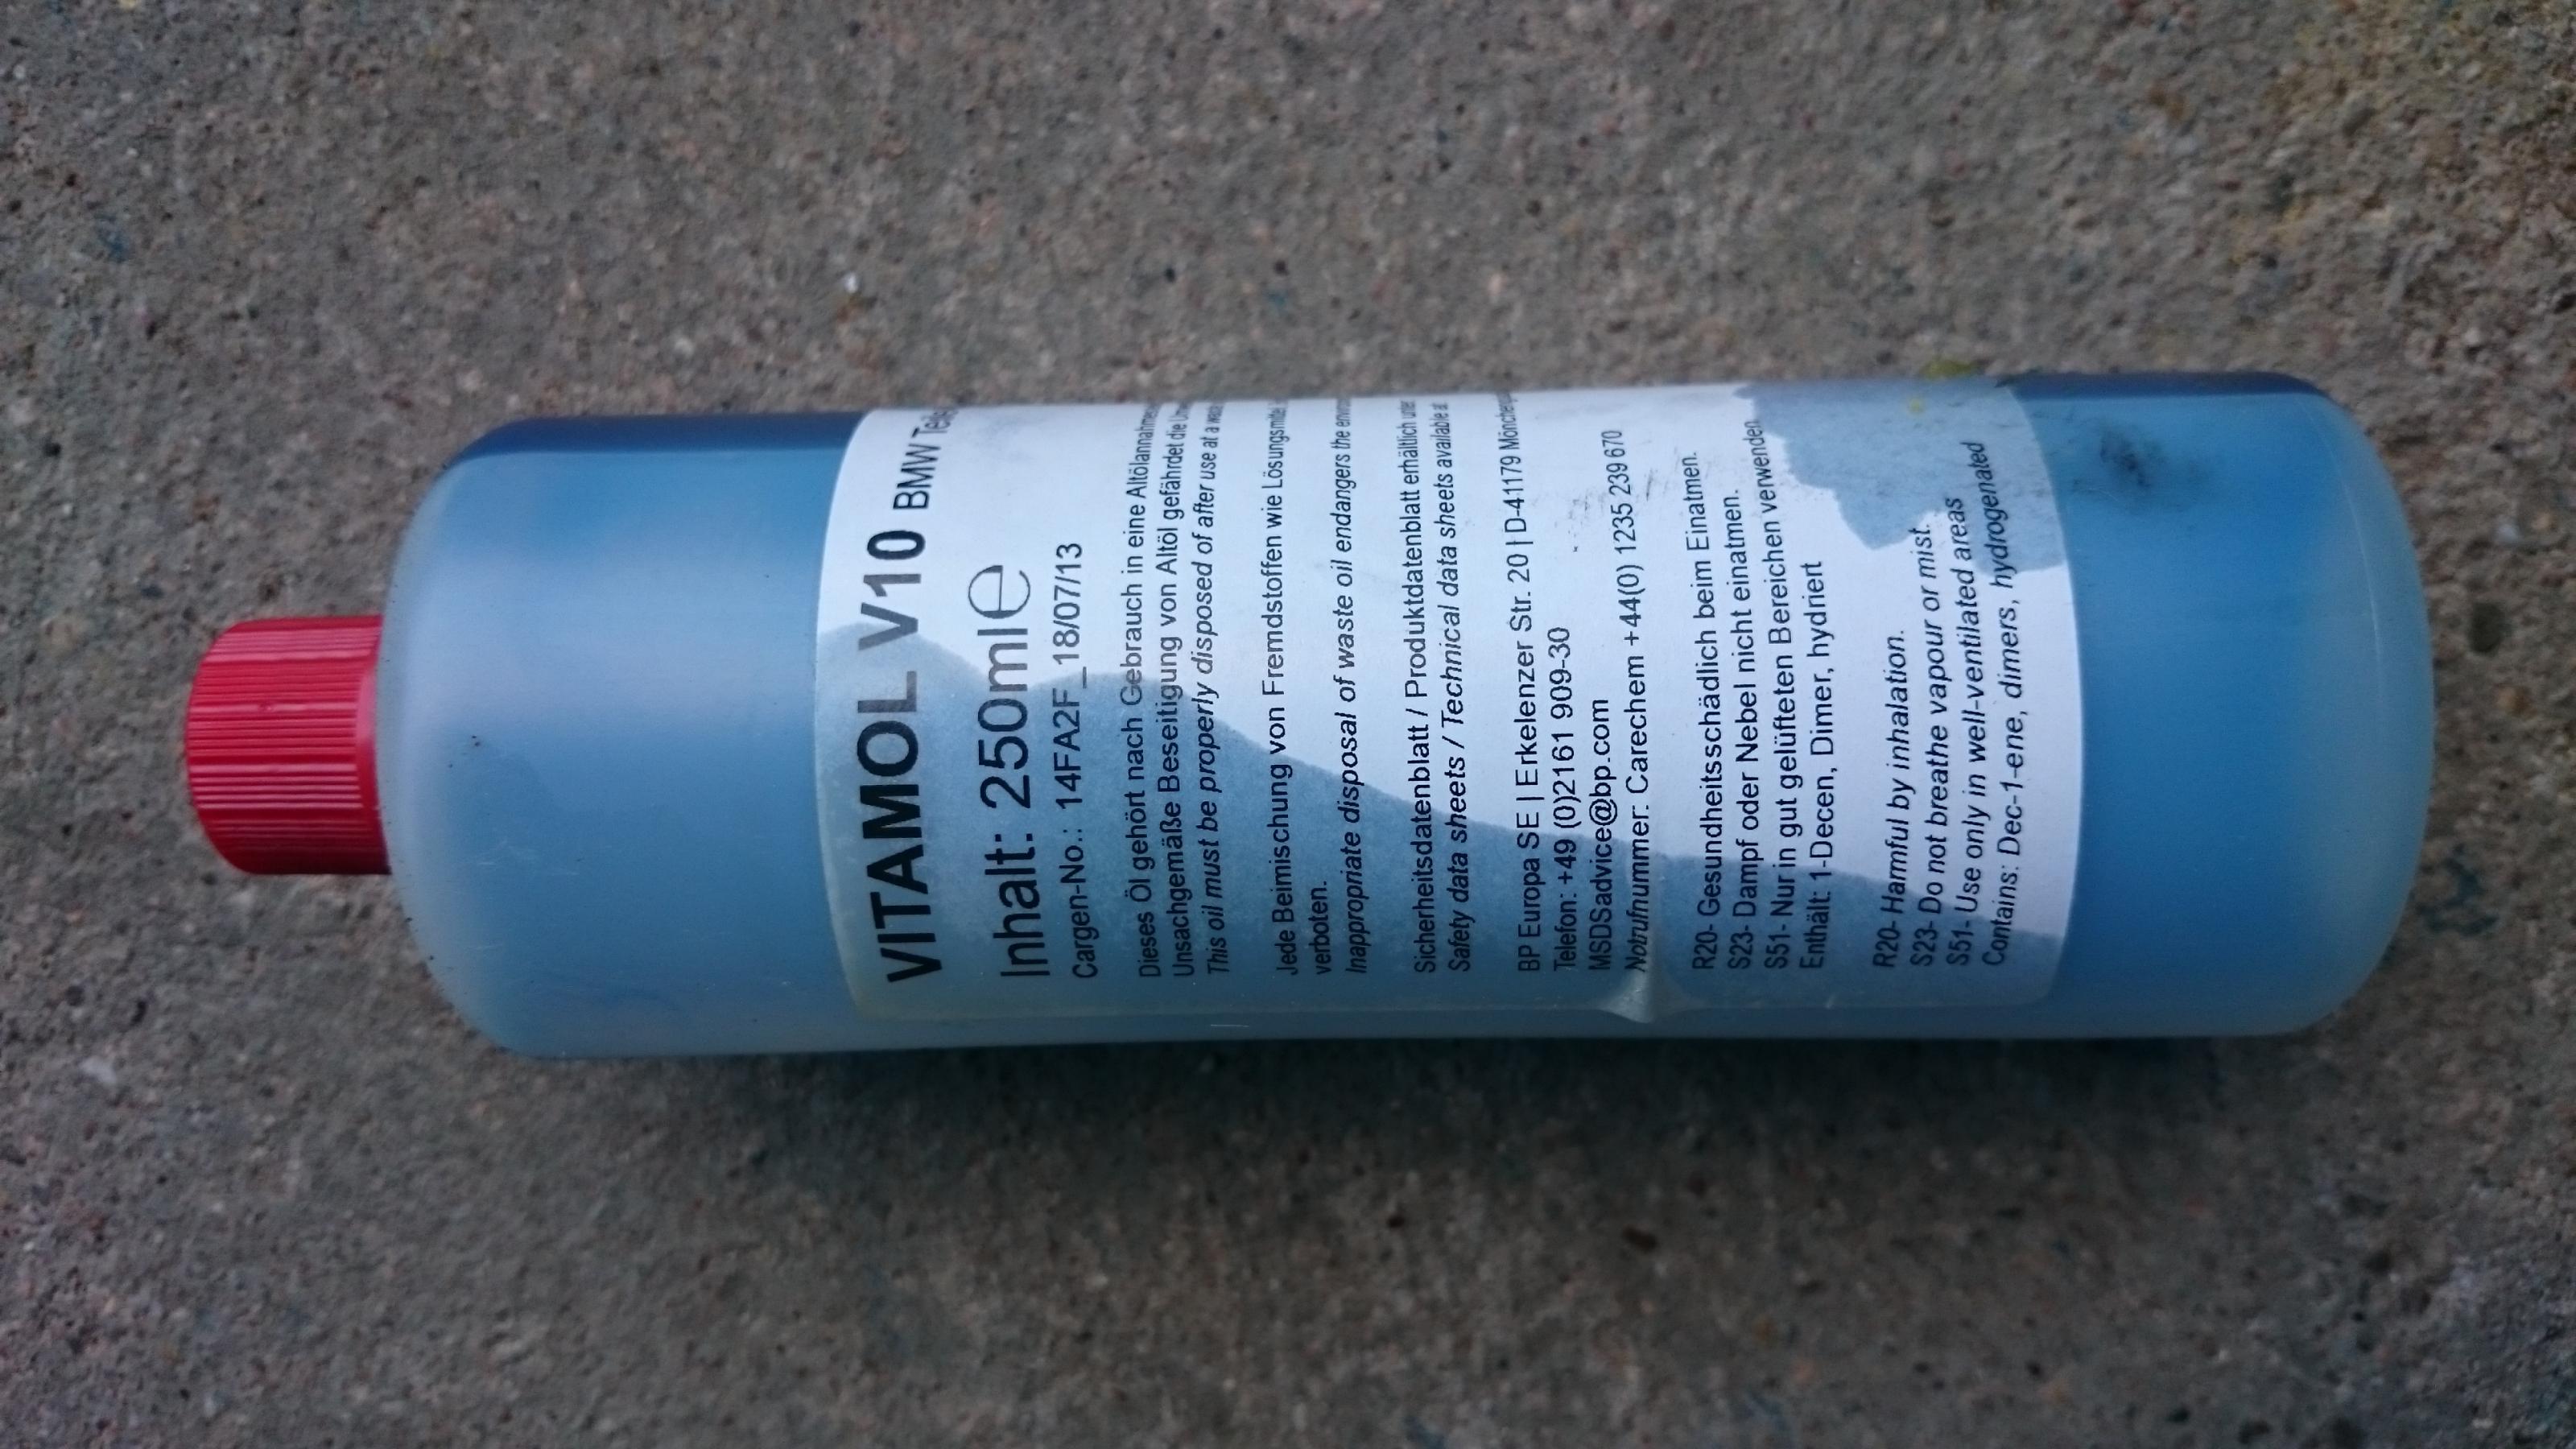 VITAMOL V10 BMW
Inhalt: 250ml ℮
Cargen-No.: 14FA2F_18/07/13
Dieses Öl gehört nach Gebrauch in eine
Unsachgemäße Beseitigung von Altöl gefährdet die
This oil must be properly disposed of after use at a
Jede Beimischung von Fremdstoffen wie Lösungsmittel
verboten.
Inappropriate disposal of waste oil endangers the
Sicherheitsdatenblatt / Produktdatenblatt erhältlich unter
Safety data sheets / Technical data sheets available at
BP Europa SE | Erkelenzer Str. 20 | D-41179
Telefon: +49 (0)2161 909-30
MSDSadvice@bp.com
Notrufnummer: Carechem +44(0) 1235 239 670
R20- Gesundheitsschädlich beim Einatmen.
S23- Dampf oder Nebel nicht einatmen.
S51- Nur in gut gelüfteten Bereichen verwenden.
Enthält: 1-Decen, Dimer, hydriert
R20- Harmful by inhalation.
S23- Do not breathe vapour or mist.
S51- Use only in well-ventilated areas
Contains: Dec-1-ene, dimers, hydrogenated